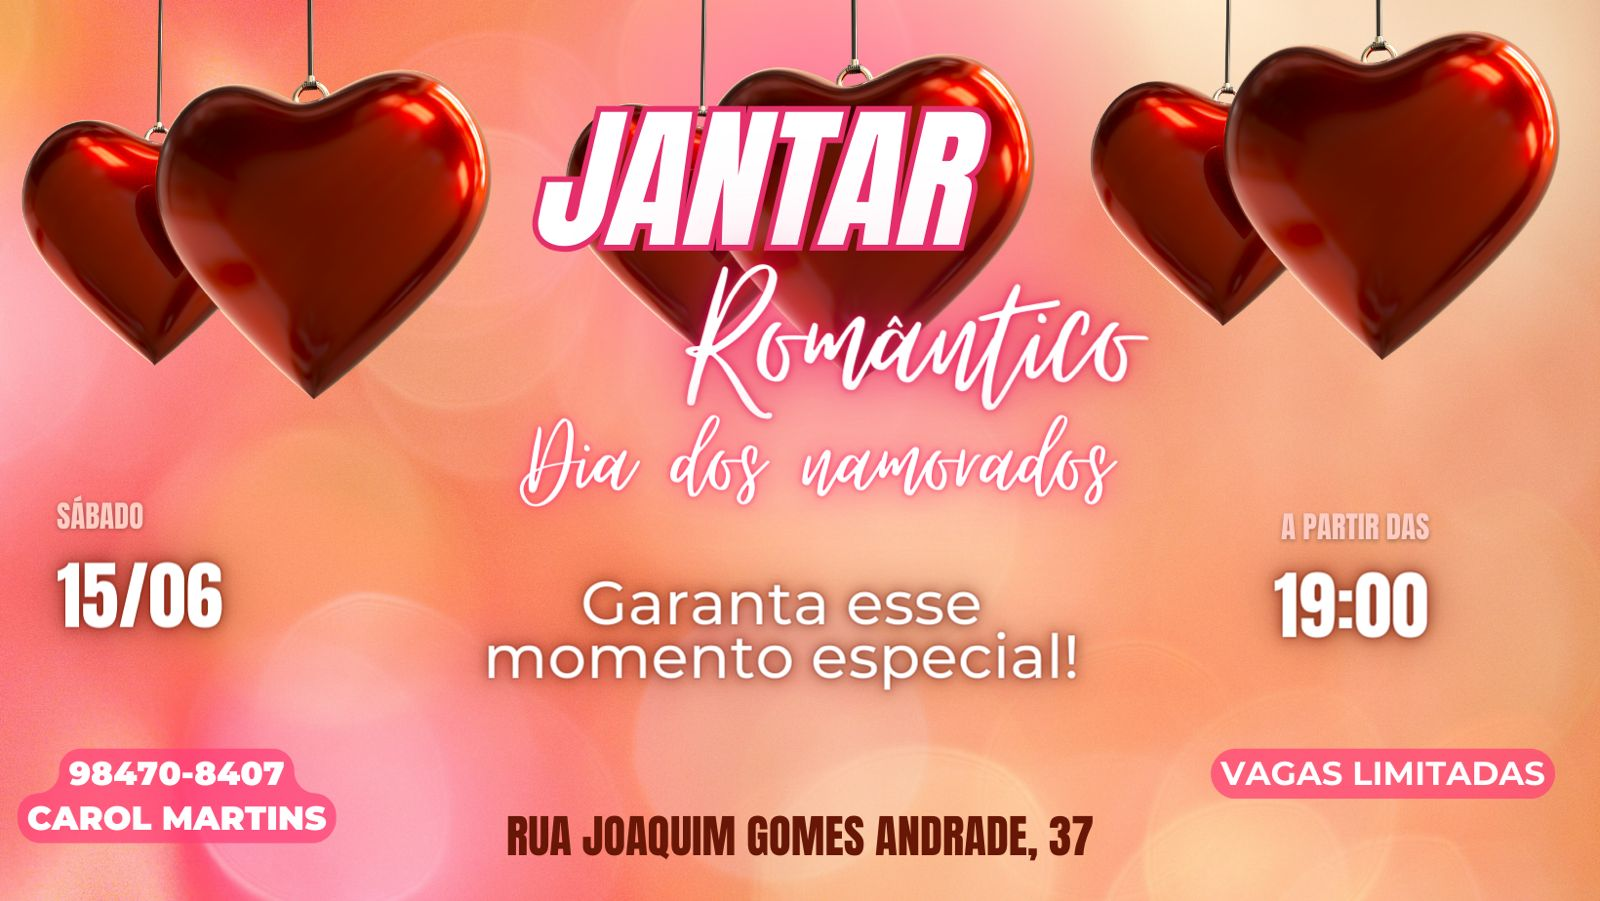 JANTAR
Romântico
Dia dos namorados
SÁBADO
15/06
A PARTIR DAS
19:00
Garanta esse
momento especial!
98470-8407
CAROL MARTINS
VAGAS LIMITADAS
RUA JOAQUIM GOMES ANDRADE, 37